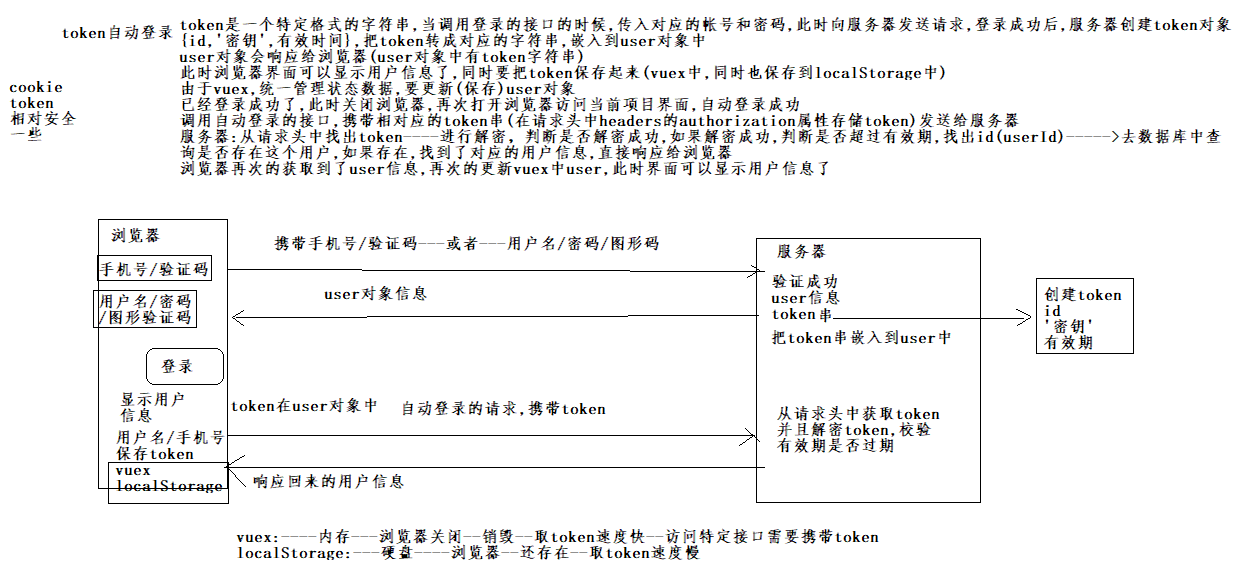 token自动登录
token是一个特定格式的字符串,当调用登录的接口的时候,传入对应的帐号和密码,此时向服务器发送请求,登录成功后,服务器创建token对象
{id,'密钥',有效时间},把token转成对应的字符串,嵌入到user对象中
user对象会响应给浏览器(user对象中有token字符串)
此时浏览器界面可以显示用户信息了,同时要把token保存起来(vuex中,同时也保存到localStorage中)
由于vuex,统一管理状态数据,要更新(保存)user对象
已经登录成功了,此时关闭浏览器,再次打开浏览器访问当前项目界面,自动登录成功
调用自动登录的接口,携带相对应的token串(在请求头中headers的authorization属性存储token)发送给服务器
服务器:从请求头中找出token----进行解密, 判断是否解密成功,如果解密成功,判断是否超过有效期,找出id(userId)----->去数据库中查
询是否存在这个用户,如果存在,找到了对应的用户信息,直接响应给浏览器
浏览器再次的获取到了user信息,再次的更新vuex中user,此时界面可以显示用户信息了
cookie
token
相对安全
一些
浏览器
手机号/验证码
用户名/密码
/图形验证码
登录
显示用户
信息
用户名/手机号
保存token
vuex
localStorage
携带手机号/验证码---或者---用户名/密码/图形码
user对象信息
token在user对象中
自动登录的请求,携带token
响应回来的用户信息
服务器
验证成功
user信息
token串
把token串嵌入到user中
从请求头中获取token
并且解密token,校验
有效期是否过期
创建token
id
'密钥'
有效期
vuex:----内存---浏览器关闭--销毁--取token速度快--访问特定接口需要携带token
localStorage:---硬盘----浏览器--还存在--取token速度慢